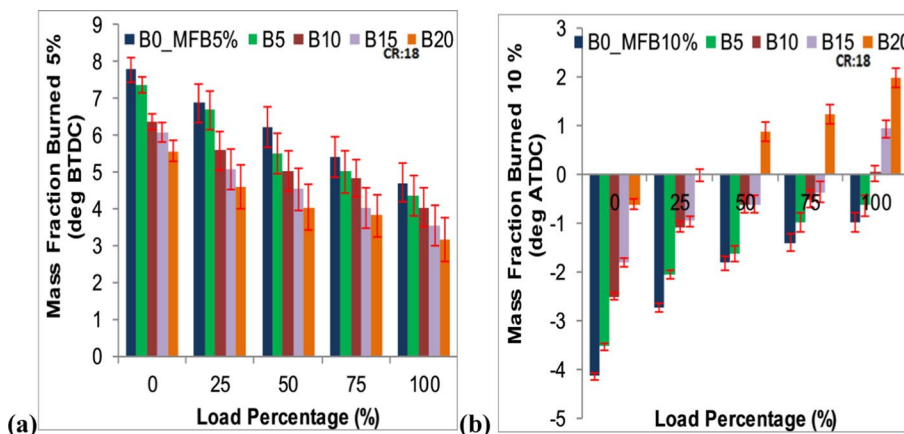 B0_MFB5% B5 B10 B15 B20
CR:18
9
8
7
6
5
4
3
2
1
0
Mass Fraction Burned 5%
(deg BTDC)
0 25 50 75 100
Load Percentage (%)
(a)
B0_MFB10% B5 B10 B15 B20
CR:18
3
2
1
0
-1
-2
-3
-4
-5
Mass Fraction Burned 10 %
(deg ATDC)
0 25 50 75 100
Load Percentage (%)
(b)